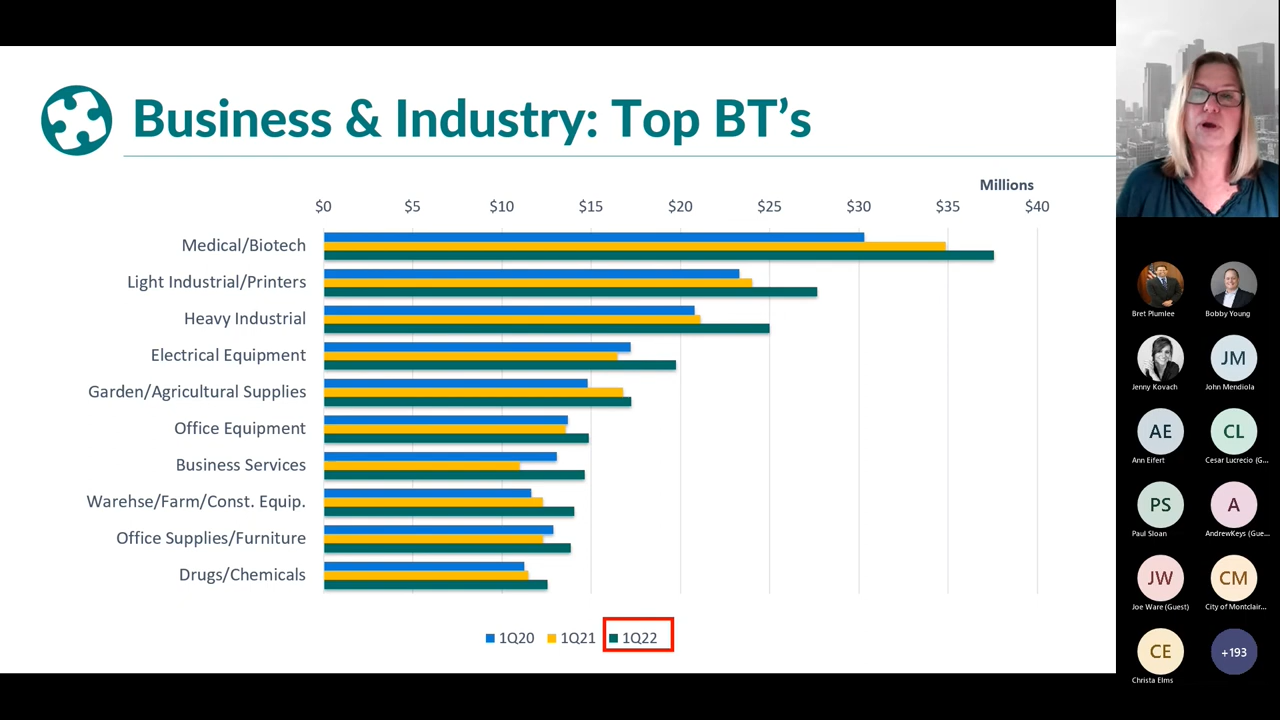 Business & Industry: Top BT's
Millions
$0 $5 $10 $15 $20 $25 $30 $35 $40
Medical/Biotech
Light Industrial/Printers
Heavy Industrial
Electrical Equipment
Garden/Agricultural Supplies
Office Equipment
Business Services
Warehse/Farm/Const. Equip.
Office Supplies/Furniture
Drugs/Chemicals
1Q20 1Q21 1Q22
Bret Plumlee
Bobby Young
Jenny Kovach
JM
John Mendiola
AE
Ann Eifert
CL
Cesar Lucrecio (G...
PS
Paul Sloan
A
AndrewKeys (Gue...
JW
Joe Ware (Guest)
CM
City of Montclair...
CE
Christa Elms
+193